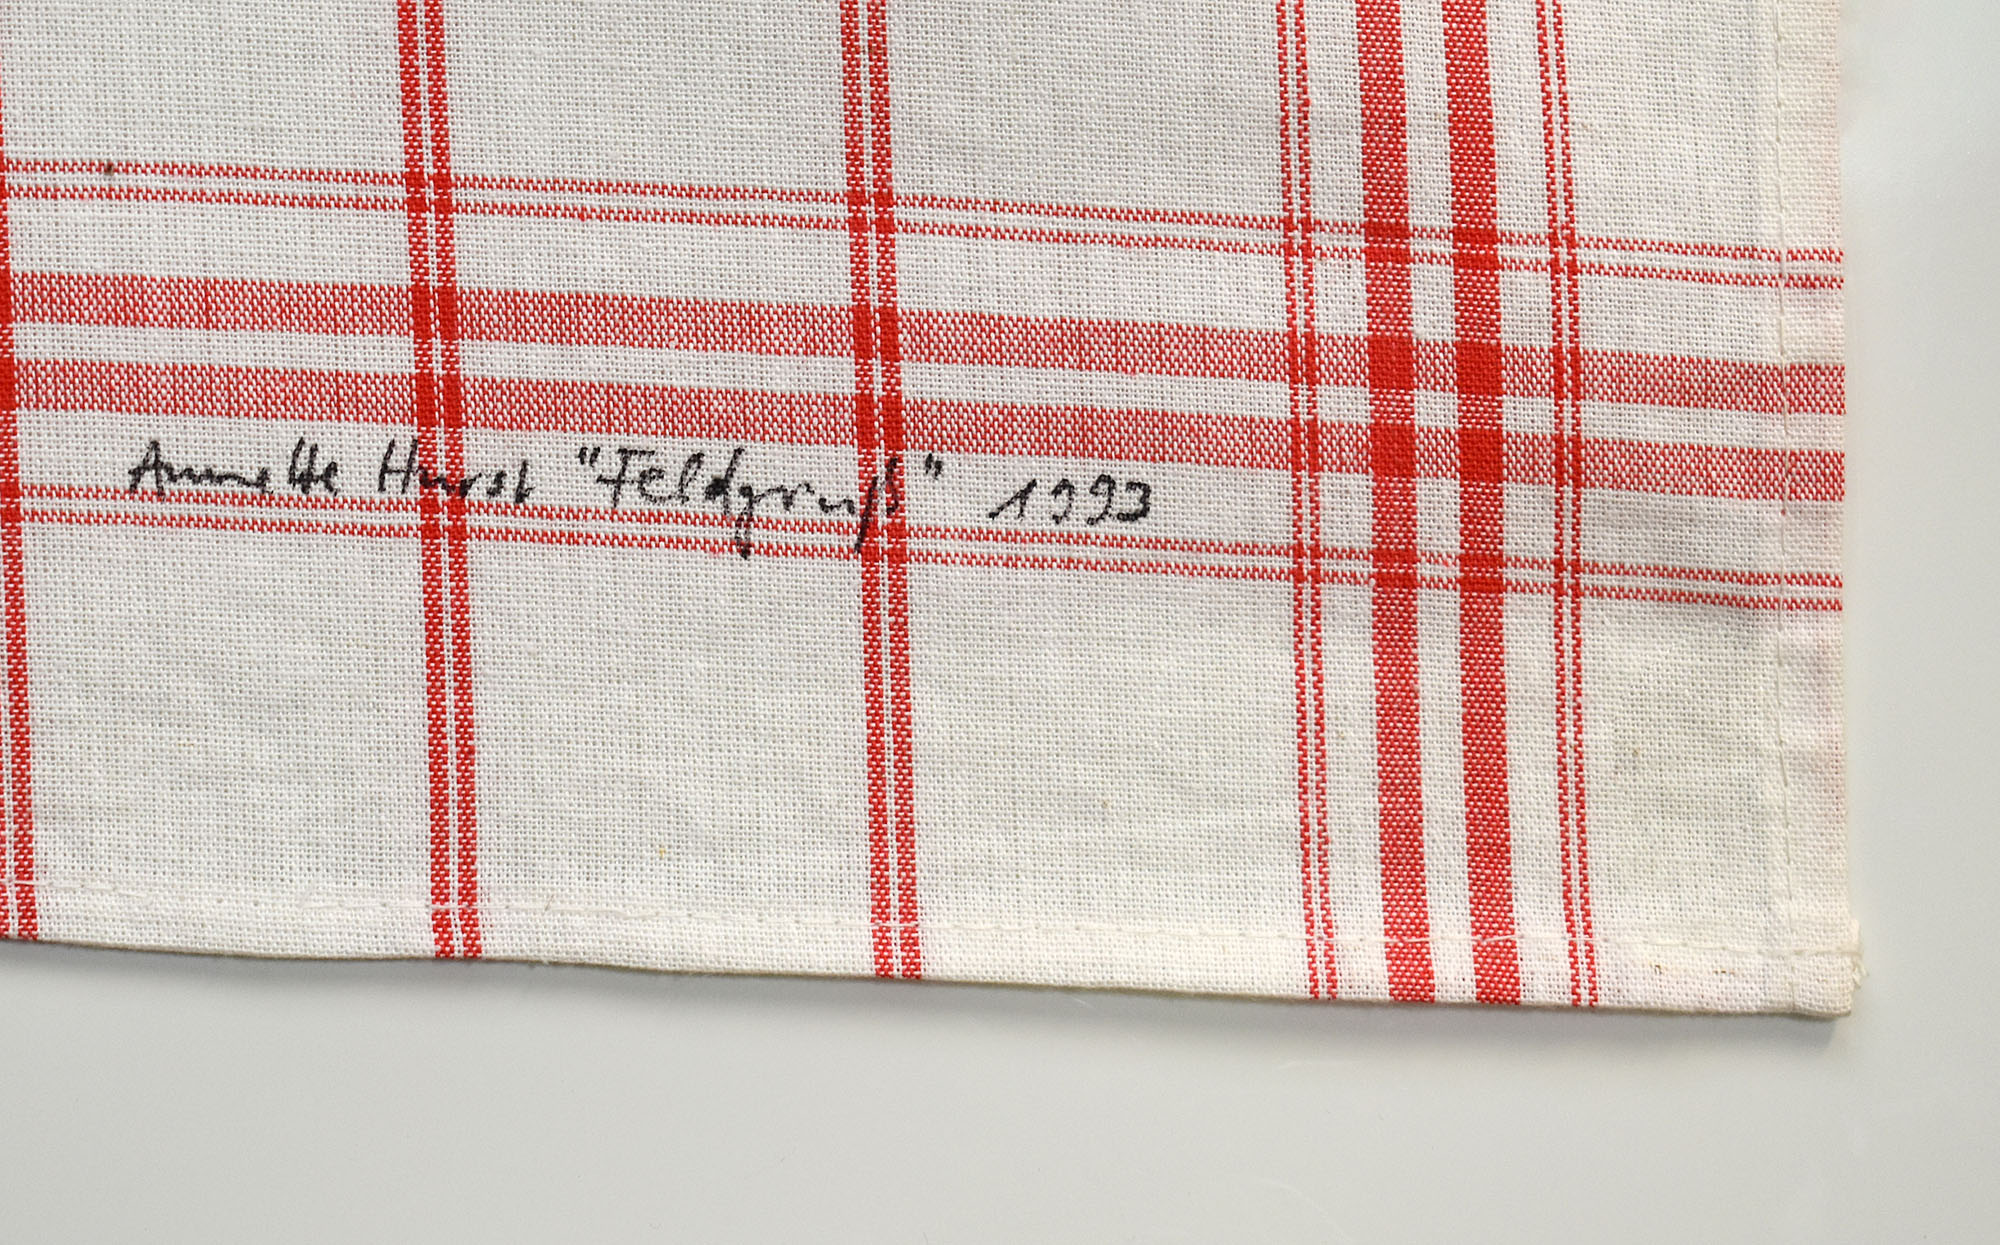 Annette Hurst "Feldgruß" 1993